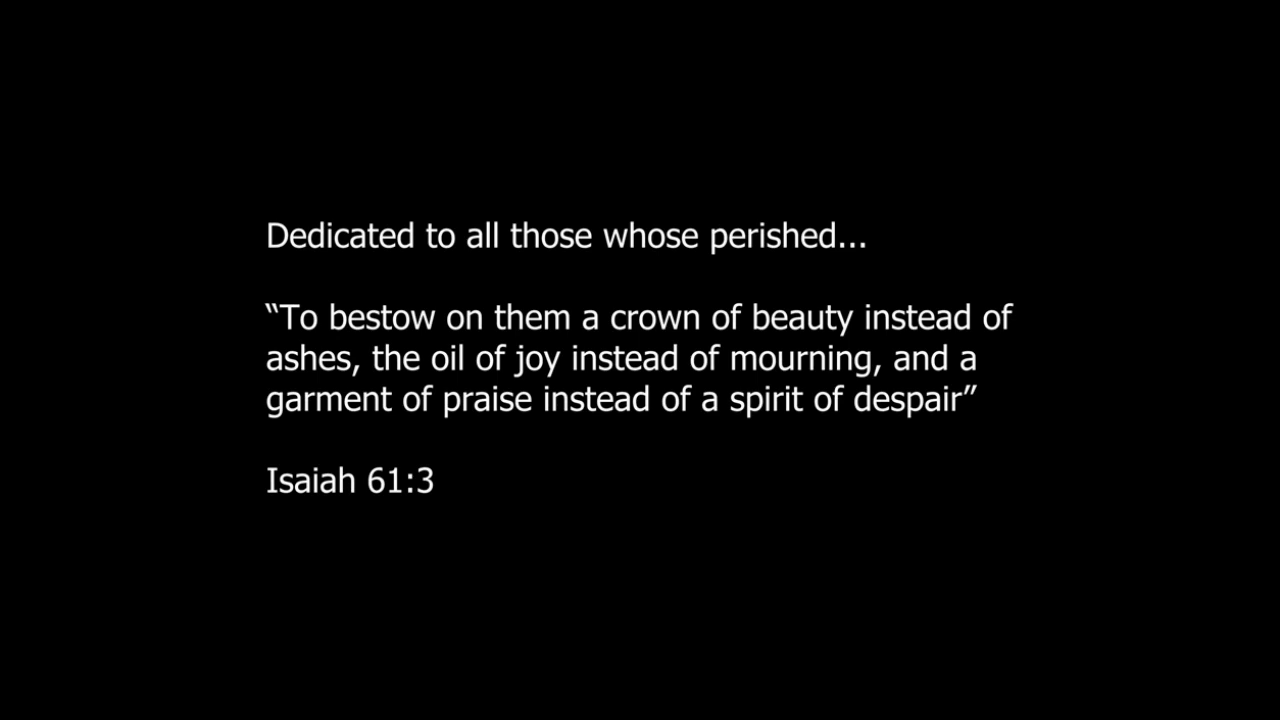 Dedicated to all those whose perished...
“To bestow on them a crown of beauty instead of
ashes, the oil of joy instead of mourning, and a
garment of praise instead of a spirit of despair”
Isaiah 61:3